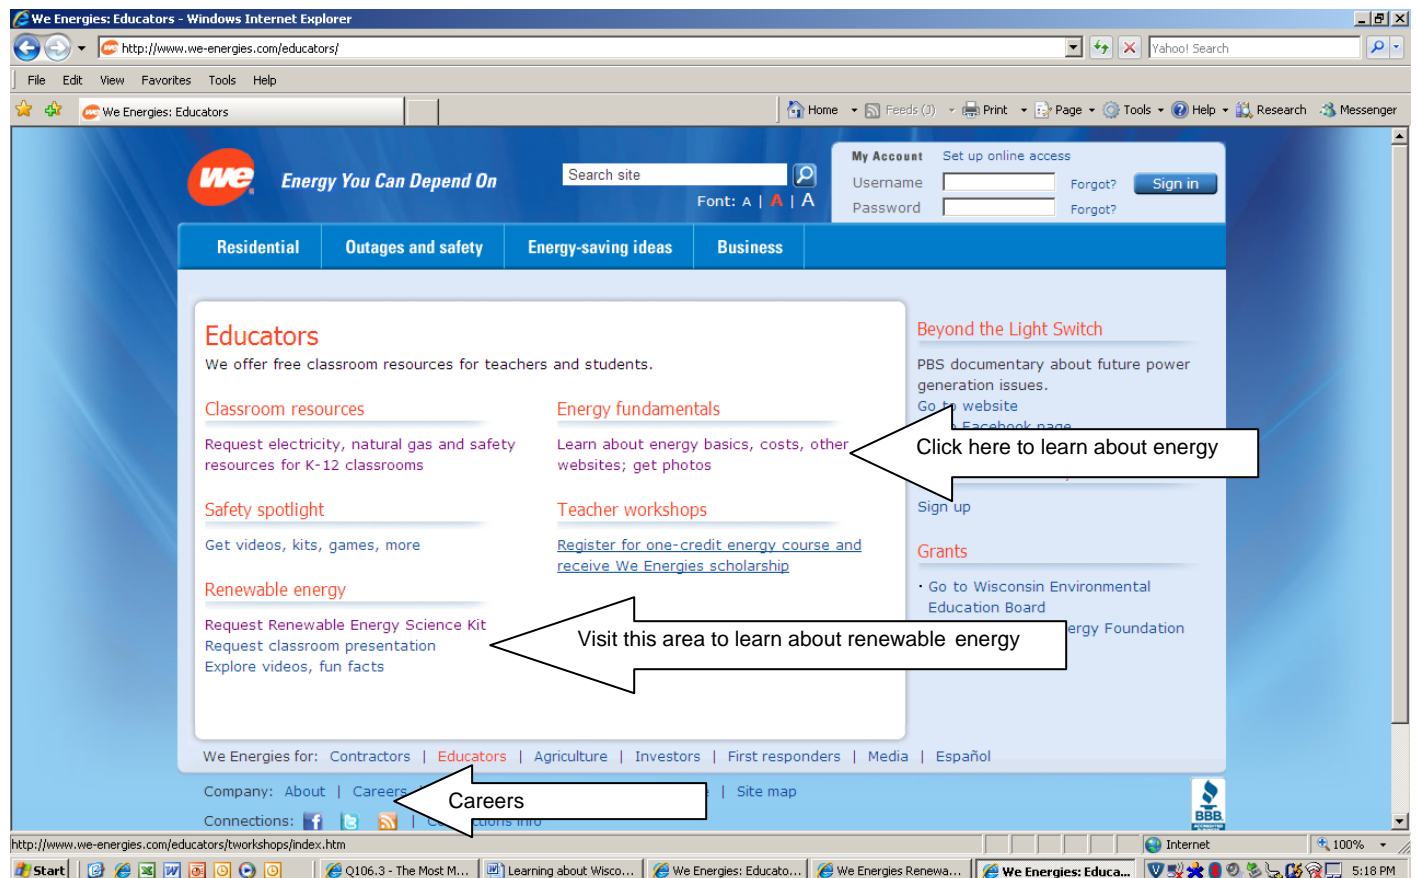 We Energies: Educators - Windows Internet Explorer
http://www.we-energies.com/educators/
Yahoo! Search
File Edit View Favorites Tools Help
We Energies: Educators
Home Feeds (J) Print Page Tools Help Research Messenger
we Energy You Can Depend On
Search site
Font: A | A | A
My Account Set up online access
Username Forgot? Sign in
Password Forgot?
Residential Outages and safety Energy-saving ideas Business
Educators
We offer free classroom resources for teachers and students.
Classroom resources
Request electricity, natural gas and safety
resources for K-12 classrooms
Safety spotlight
Get videos, kits, games, more
Renewable energy
Request Renewable Energy Science Kit
Request classroom presentation
Explore videos, fun facts
Energy fundamentals
Learn about energy basics, costs, other
websites; get photos
Teacher workshops
Register for one-credit energy course and
receive We Energies scholarship
Beyond the Light Switch
PBS documentary about future power
generation issues.
Go to website
Facebook page
Click here to learn about energy
Sign up
Grants
· Go to Wisconsin Environmental
Education Board
Energy Foundation
Visit this area to learn about renewable energy
We Energies for: Contractors | Educators | Agriculture | Investors | First responders | Media | Español
Company: About | Careers | Site map
Careers
Connections: | Connections info
BBB.
http://www.we-energies.com/educators/tworkshops/index.htm
Internet 100%
Start Q106.3 - The Most M... Learning about Wisco... We Energies: Educato... We Energies Renewa... We Energies: Educa... 5:18 PM